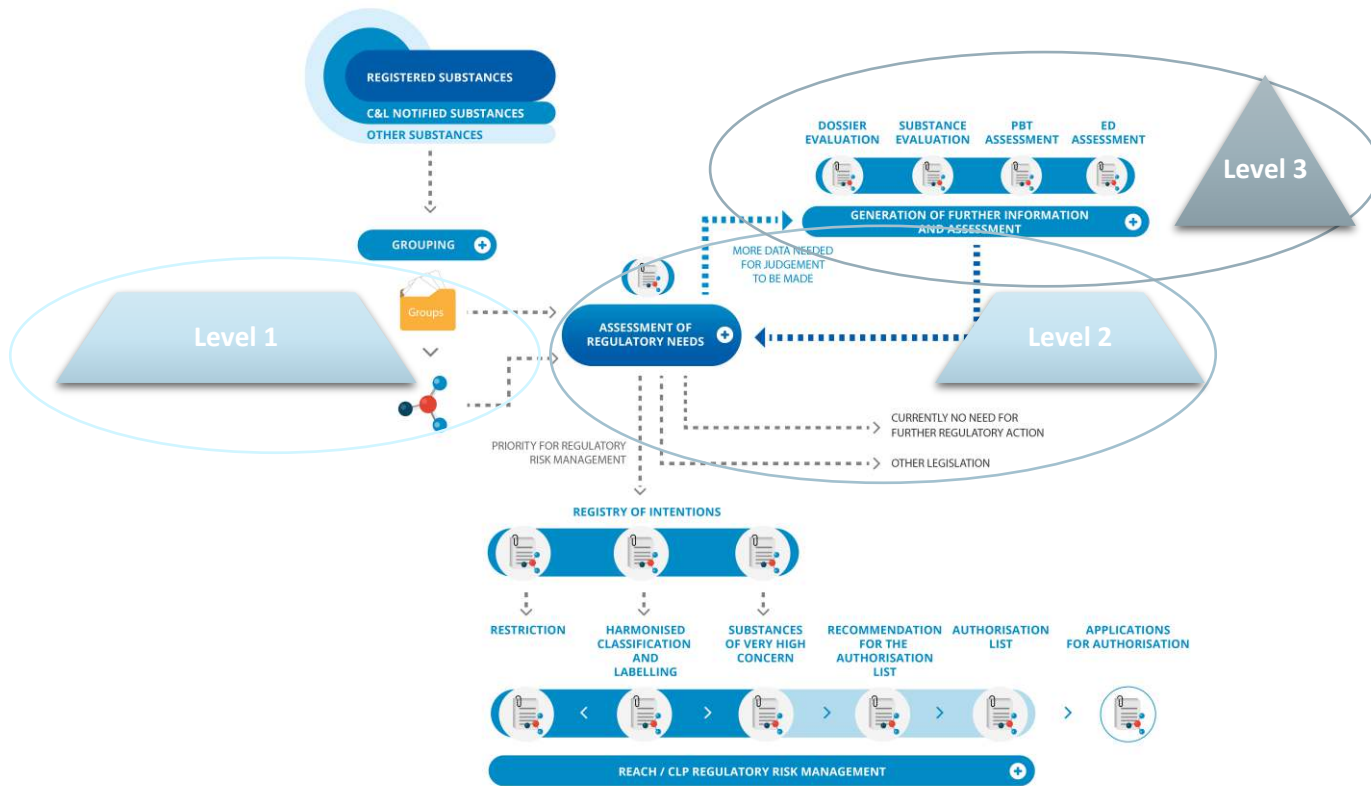 REGISTERED SUBSTANCES
C&L NOTIFIED SUBSTANCES
OTHER SUBSTANCES
DOSSIER
EVALUATION
SUBSTANCE
EVALUATION
PBT
ASSESSMENT
ED
ASSESSMENT
Level 3
GENERATION OF FURTHER INFORMATION
AND ASSESSMENT
GROUPING
MORE DATA NEEDED
FOR JUDGEMENT
TO BE MADE
Groups
Level 1
ASSESSMENT OF
REGULATORY NEEDS
Level 2
CURRENTLY NO NEED FOR
FURTHER REGULATORY ACTION
OTHER LEGISLATION
PRIORITY FOR REGULATORY
RISK MANAGEMENT
REGISTRY OF INTENTIONS
RESTRICTION
HARMONISED
CLASSIFICATION
AND
LABELLING
SUBSTANCES
OF VERY HIGH
CONCERN
RECOMMENDATION
FOR THE
AUTHORISATION
LIST
AUTHORISATION
LIST
APPLICATIONS
FOR AUTHORISATION
REACH / CLP REGULATORY RISK MANAGEMENT